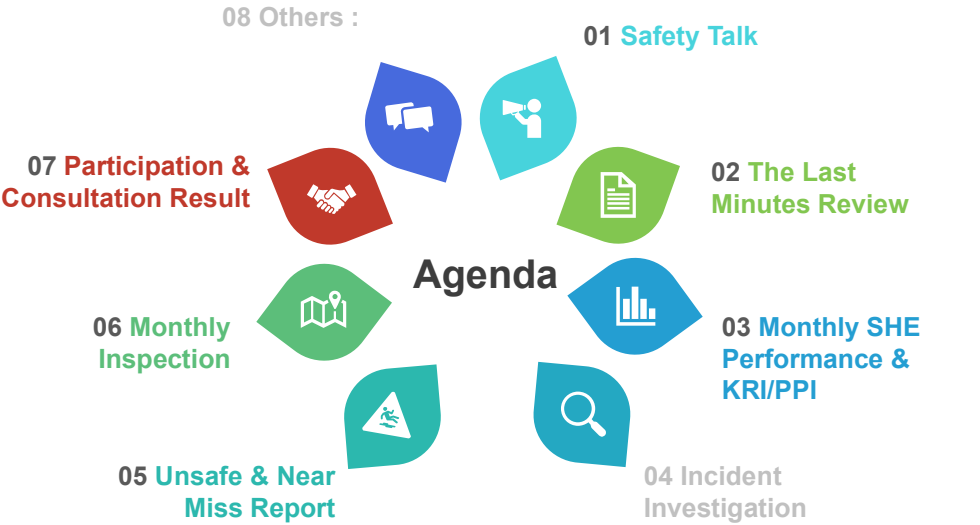 Agenda
01 Safety Talk
02 The Last
Minutes Review
03 Monthly SHE
Performance &
KRI/PPI
04 Incident
Investigation
05 Unsafe & Near
Miss Report
06 Monthly
Inspection
07 Participation &
Consultation Result
08 Others :